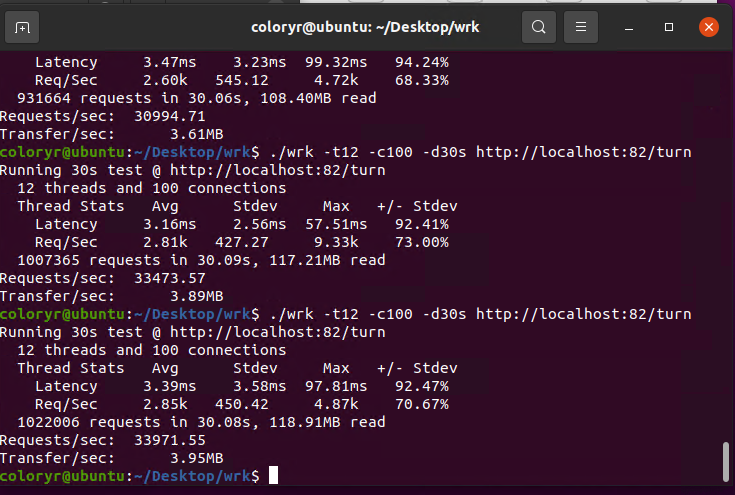 coloryr@ubuntu: ~/Desktop/wrk
    Latency     3.47ms    3.23ms  99.32ms   94.24%
    Req/Sec     2.60k   545.12     4.72k    68.33%
  931664 requests in 30.06s, 108.40MB read
Requests/sec:  30994.71
Transfer/sec:      3.61MB
coloryr@ubuntu:~/Desktop/wrk$ ./wrk -t12 -c100 -d30s http://localhost:82/turn
Running 30s test @ http://localhost:82/turn
  12 threads and 100 connections
  Thread Stats   Avg      Stdev     Max   +/- Stdev
    Latency     3.16ms    2.56ms  57.51ms   92.41%
    Req/Sec     2.81k   427.27     9.33k    73.00%
  1007365 requests in 30.09s, 117.21MB read
Requests/sec:  33473.57
Transfer/sec:      3.89MB
coloryr@ubuntu:~/Desktop/wrk$ ./wrk -t12 -c100 -d30s http://localhost:82/turn
Running 30s test @ http://localhost:82/turn
  12 threads and 100 connections
  Thread Stats   Avg      Stdev     Max   +/- Stdev
    Latency     3.39ms    3.58ms  97.81ms   92.47%
    Req/Sec     2.85k   450.42     4.87k    70.67%
  1022006 requests in 30.08s, 118.91MB read
Requests/sec:  33971.55
Transfer/sec:      3.95MB
coloryr@ubuntu:~/Desktop/wrk$